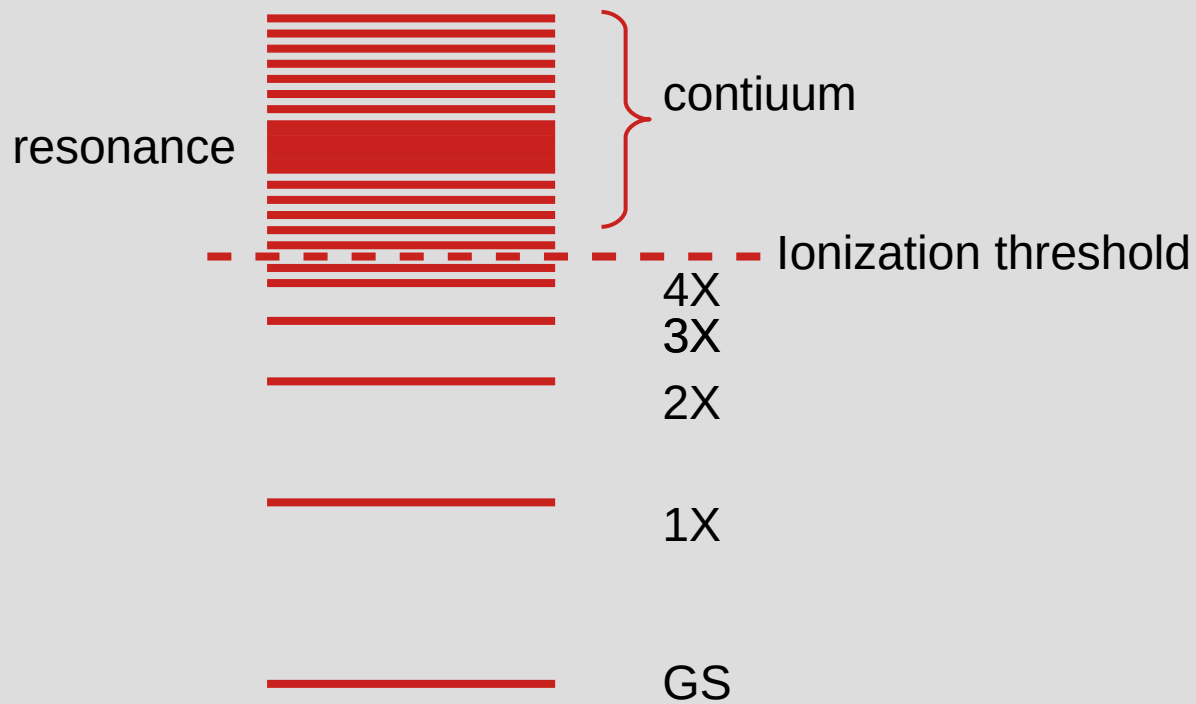 contiuum
resonance
Ionization threshold
4X
3X
2X
1X
GS